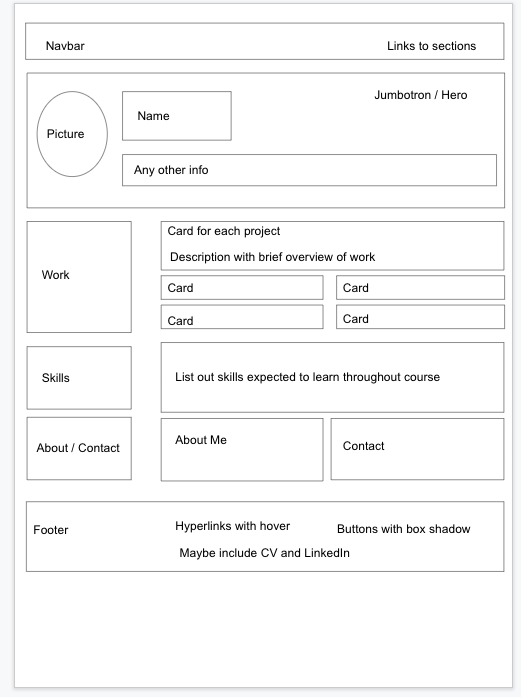 Navbar
Links to sections
Jumbotron / Hero
Picture
Name
Any other info
Work
Card for each project
Description with brief overview of work
Card
Card
Card
Card
Skills
List out skills expected to learn throughout course
About / Contact
About Me
Contact
Footer
Hyperlinks with hover
Buttons with box shadow
Maybe include CV and LinkedIn